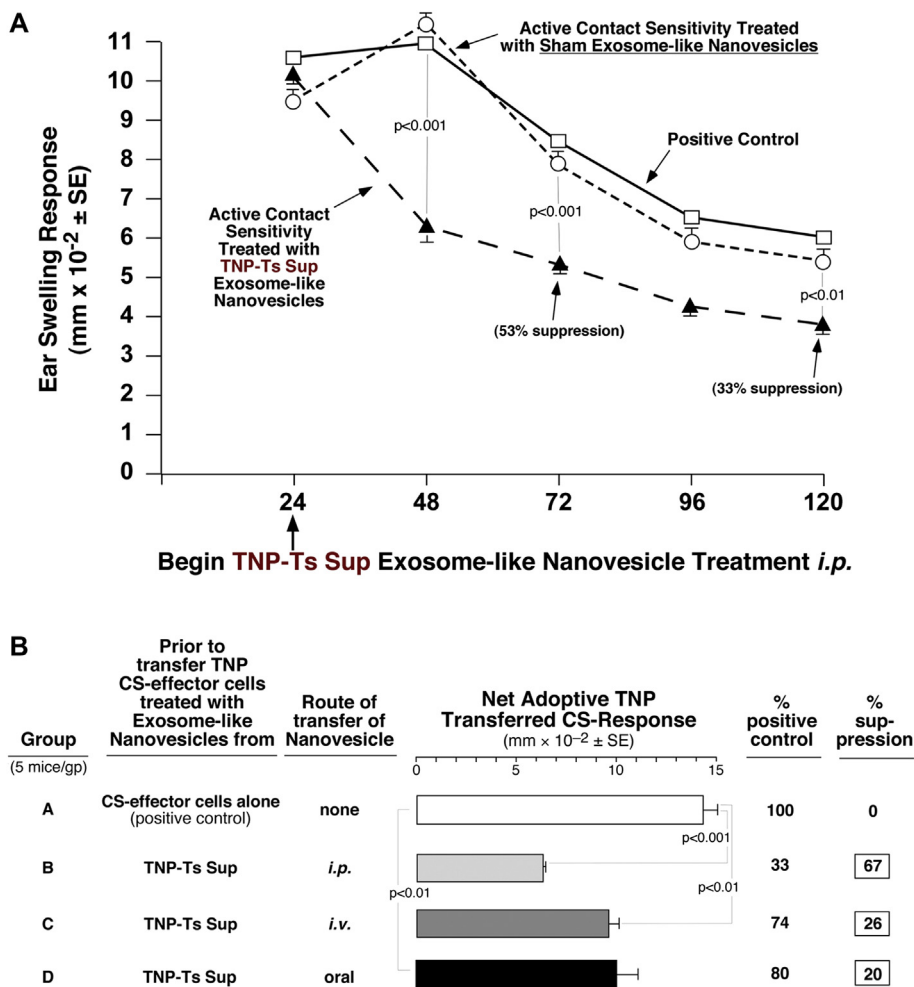 A
Active Contact Sensitivity Treated
with Sham Exosome-like Nanovesicles
11
10
9
8
7
6
5
4
3
2
1
0
Ear Swelling Response
(mm x 10-2 ± SE)
p<0.001
Positive Control
p<0.001
Active Contact
Sensitivity
Treated with
TNP-Ts Sup
Exosome-like
Nanovesicles
p<0.01
(53% suppression)
(33% suppression)
24 48 72 96 120
Begin TNP-Ts Sup Exosome-like Nanovesicle Treatment i.p.
B
Prior to
transfer TNP
CS-effector cells
treated with
Exosome-like
Nanovesicles from
Route of
transfer of
Nanovesicle
Net Adoptive TNP
Transferred CS-Response
(mm × 10–2 ± SE)
%
positive
control
%
sup-
pression
Group
(5 mice/gp)
0 5 10 15
A CS-effector cells alone none 100 0
(positive control)
p<0.001
B TNP-Ts Sup i.p. 33 67
p<0.01 p<0.01
C TNP-Ts Sup i.v. 74 26
D TNP-Ts Sup oral 80 20